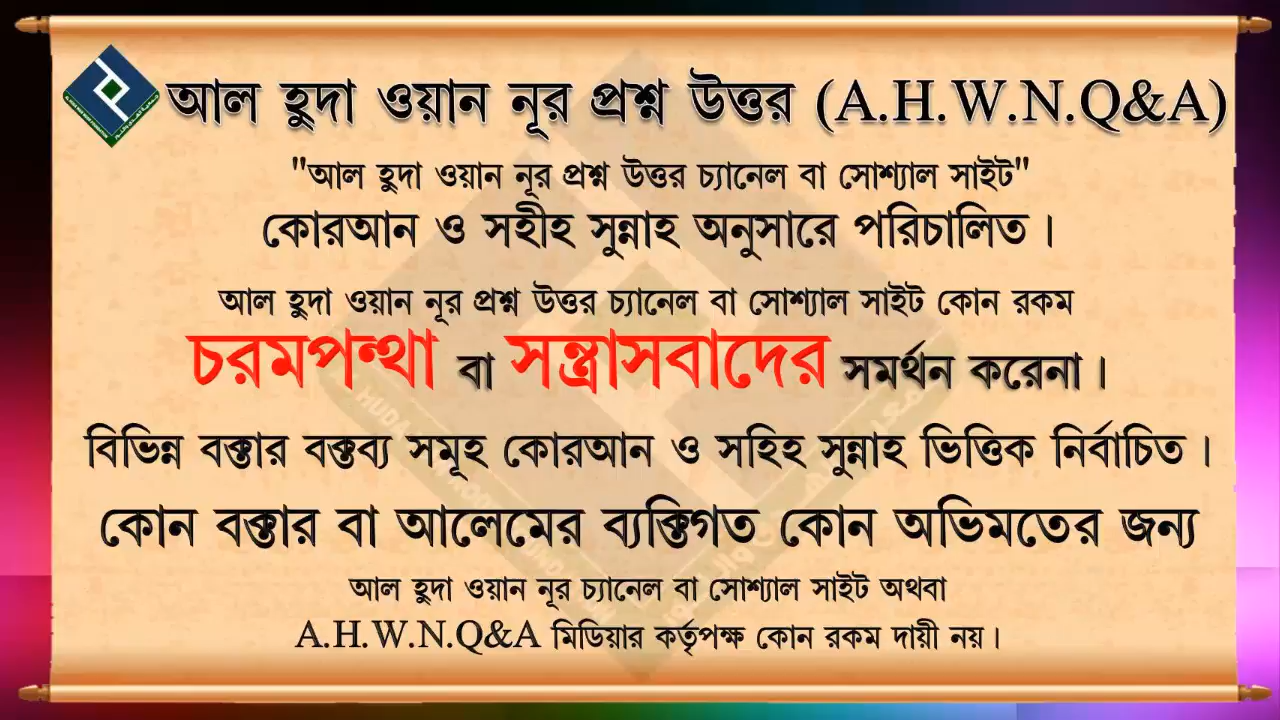 আল হুদা ওয়ান নূর প্রশ্ন উত্তর (A.H.W.N.Q&A)
"আল হুদা ওয়ান নূর প্রশ্ন উত্তর চ্যানেল বা সোশ্যাল সাইট"
কোরআন ও সহীহ সুন্নাহ অনুসারে পরিচালিত।
আল হুদা ওয়ান নূর প্রশ্ন উত্তর চ্যানেল বা সোশ্যাল সাইট কোন রকম
চরমপন্থা বা সন্ত্রাসবাদের সমর্থন করেনা।
বিভিন্ন বক্তার বক্তব্য সমূহ কোরআন ও সহিহ সুন্নাহ ভিত্তিক নির্বাচিত।
কোন বক্তার বা আলেমের ব্যক্তিগত কোন অভিমতের জন্য
আল হুদা ওয়ান নূর চ্যানেল বা সোশ্যাল সাইট অথবা
A.H.W.N.Q&A মিডিয়ার কর্তৃপক্ষ কোন রকম দায়ী নয়।